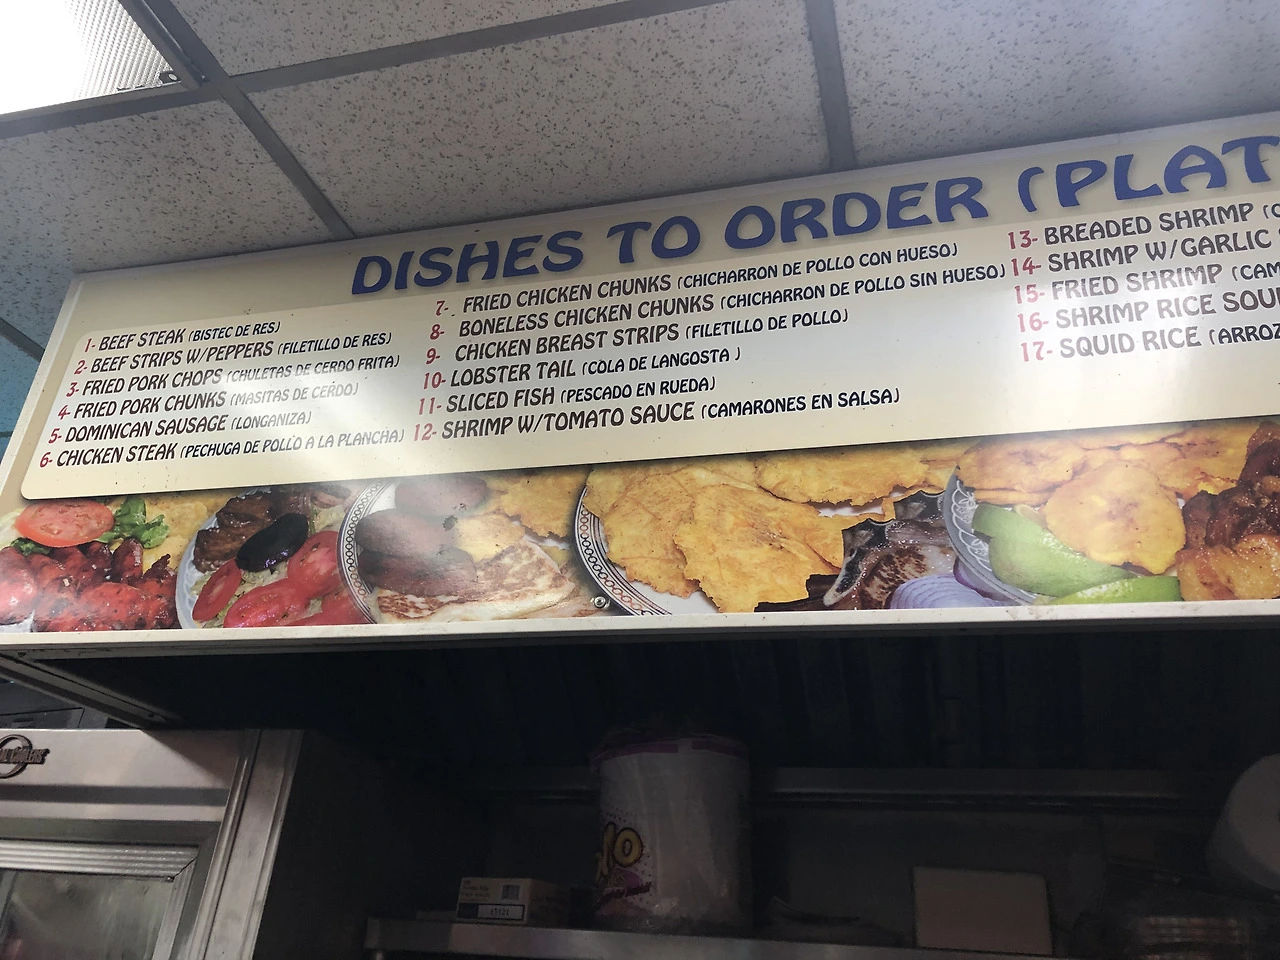 DISHES TO ORDER (PLAT
1- BEEF STEAK (BISTEC DE RES)
2- BEEF STRIPS W/PEPPERS (FILETILLO DE RES)
3- FRIED PORK CHOPS (CHULETAS DE CERDO FRITA)
4- FRIED PORK CHUNKS (MASITAS DE CERDO)
5- DOMINICAN SAUSAGE (LONGANIZA)
6- CHICKEN STEAK (PECHUGA DE POLLO A LA PLANCHA)
7- FRIED CHICKEN CHUNKS (CHICHARRON DE POLLO CON HUESO)
8- BONELESS CHICKEN CHUNKS (CHICHARRON DE POLLO SIN HUESO)
9- CHICKEN BREAST STRIPS (FILETILLO DE POLLO)
10- LOBSTER TAIL (COLA DE LANGOSTA )
11- SLICED FISH (PESCADO EN RUEDA)
12- SHRIMP W/TOMATO SAUCE (CAMARONES EN SALSA)
13- BREADED SHRIMP (C
14- SHRIMP W/GARLIC
15- FRIED SHRIMP (CAM
16- SHRIMP RICE SOU
17- SQUID RICE (ARROZ